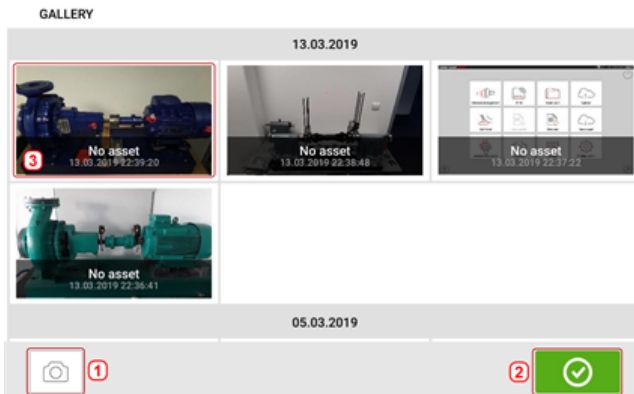 GALLERY
13.03.2019
No asset
13.03.2019 22:39:20
3
No asset
13.03.2019 22:38:48
No asset
13.03.2019 22:37:22
No asset
13.03.2019 22:36:41
05.03.2019
1
2